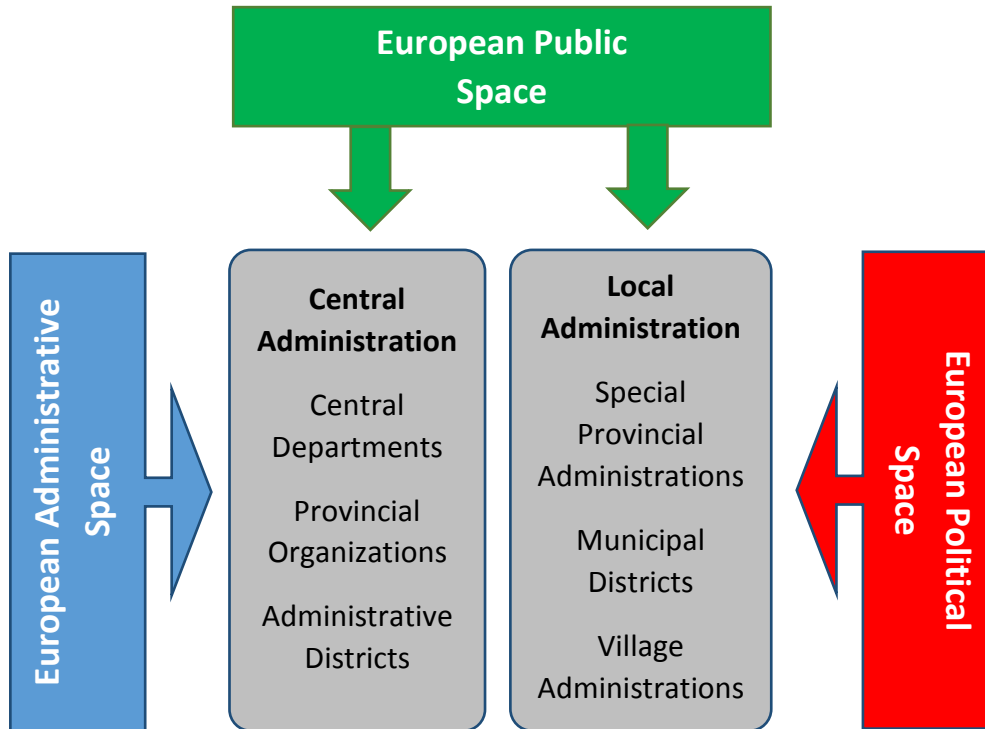 European Public
Space
European Administrative
Space
Central
Administration
Central
Departments
Provincial
Organizations
Administrative
Districts
Local
Administration
Special
Provincial
Administrations
Municipal
Districts
Village
Administrations
European Political
Space